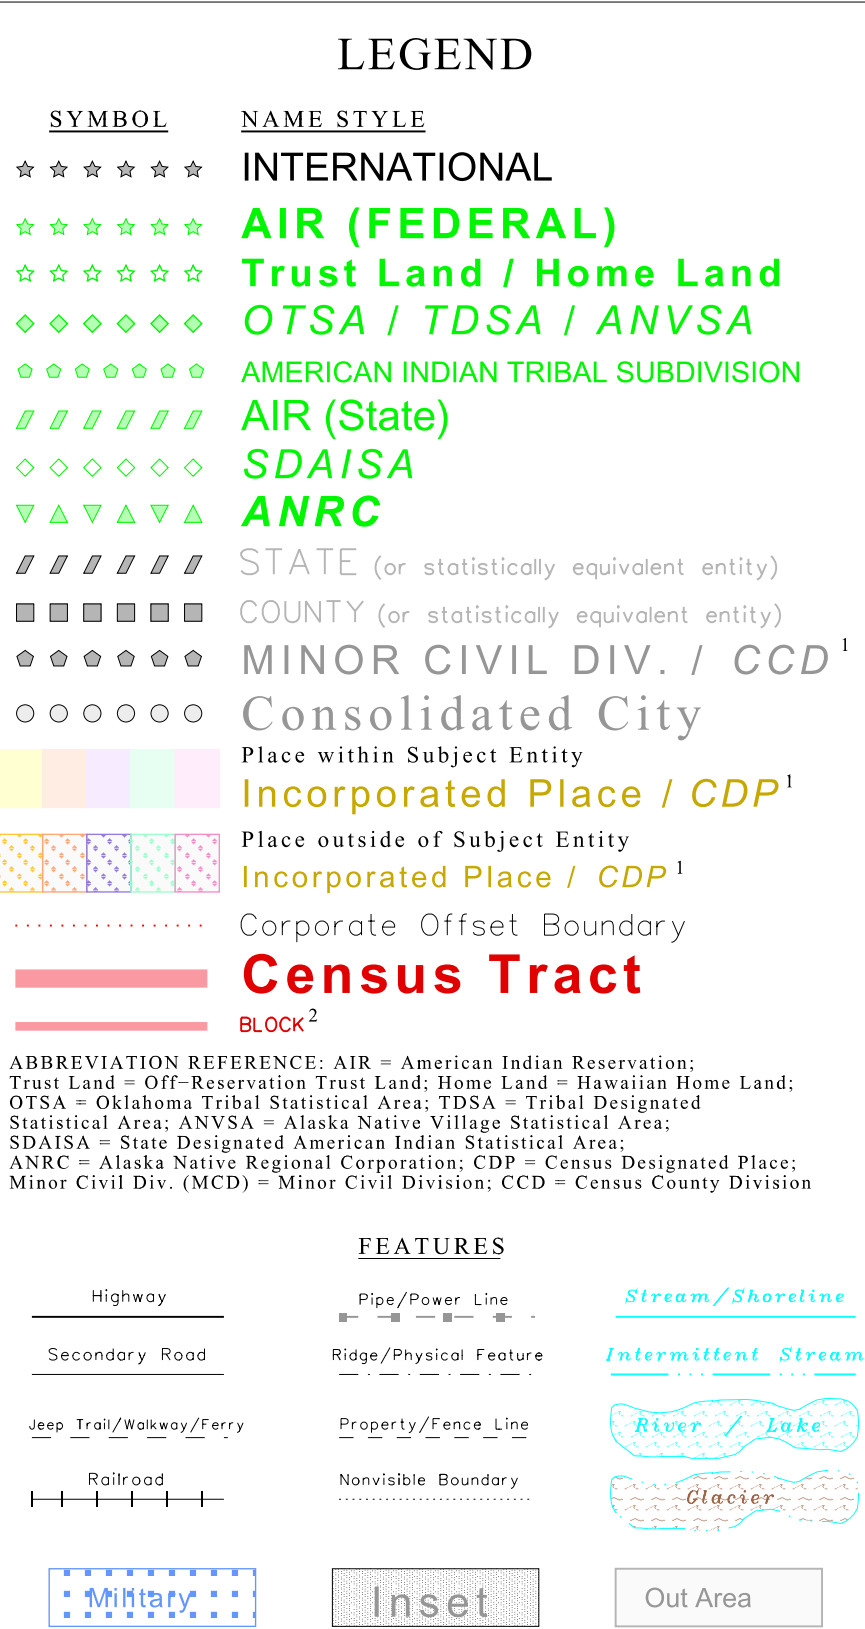 LEGEND
SYMBOL NAME STYLE
INTERNATIONAL
AIR (FEDERAL)
Trust Land / Home Land
OTSA / TDSA / ANVSA
AMERICAN INDIAN TRIBAL SUBDIVISION
AIR (State)
SDAISA
ANRC
STATE (or statistically equivalent entity)
COUNTY (or statistically equivalent entity)
MINOR CIVIL DIV. / CCD 1
Consolidated City
Place within Subject Entity
Incorporated Place / CDP 1
Place outside of Subject Entity
Incorporated Place / CDP 1
Corporate Offset Boundary
Census Tract
BLOCK 2
ABBREVIATION REFERENCE: AIR = American Indian Reservation;
Trust Land = Off−Reservation Trust Land; Home Land = Hawaiian Home Land;
OTSA = Oklahoma Tribal Statistical Area; TDSA = Tribal Designated
Statistical Area; ANVSA = Alaska Native Village Statistical Area;
SDAISA = State Designated American Indian Statistical Area;
ANRC = Alaska Native Regional Corporation; CDP = Census Designated Place;
Minor Civil Div. (MCD) = Minor Civil Division; CCD = Census County Division
FEATURES
Highway Pipe/Power Line Stream/Shoreline
Secondary Road Ridge/Physical Feature Intermittent Stream
Jeep Trail/Walkway/Ferry Property/Fence Line River / Lake
Railroad Nonvisible Boundary Glacier
Military Inset Out Area